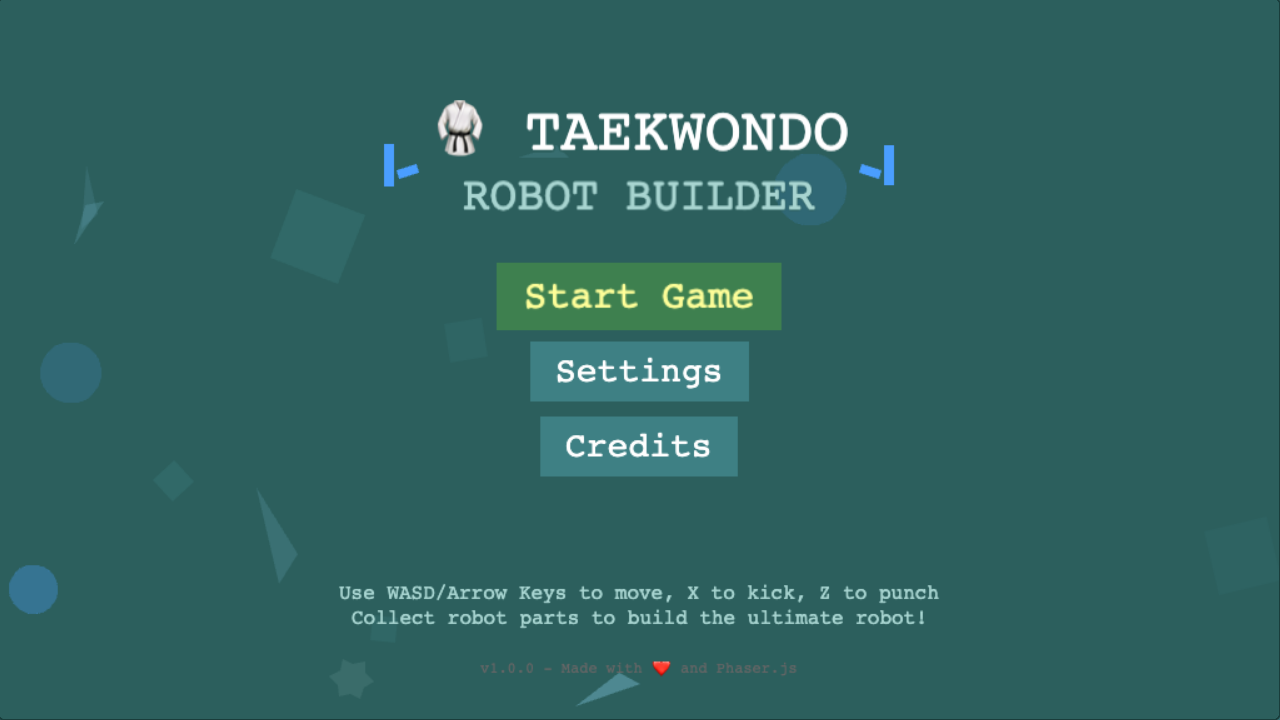 🥋 TAEKWONDO
ROBOT BUILDER
Start Game
Settings
Credits
Use WASD/Arrow Keys to move, X to kick, Z to punch
Collect robot parts to build the ultimate robot!
v1.0.0 - Made with ❤️ and Phaser.js